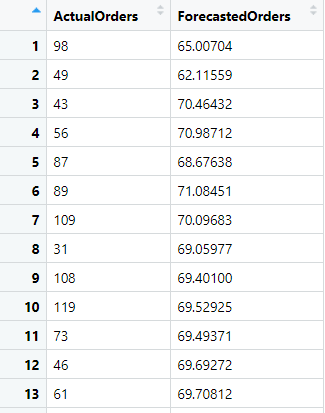 ActualOrders ForecastedOrders
1 98 65.00704
2 49 62.11559
3 43 70.46432
4 56 70.98712
5 87 68.67638
6 89 71.08451
7 109 70.09683
8 31 69.05977
9 108 69.40100
10 119 69.52925
11 73 69.49371
12 46 69.69272
13 61 69.70812